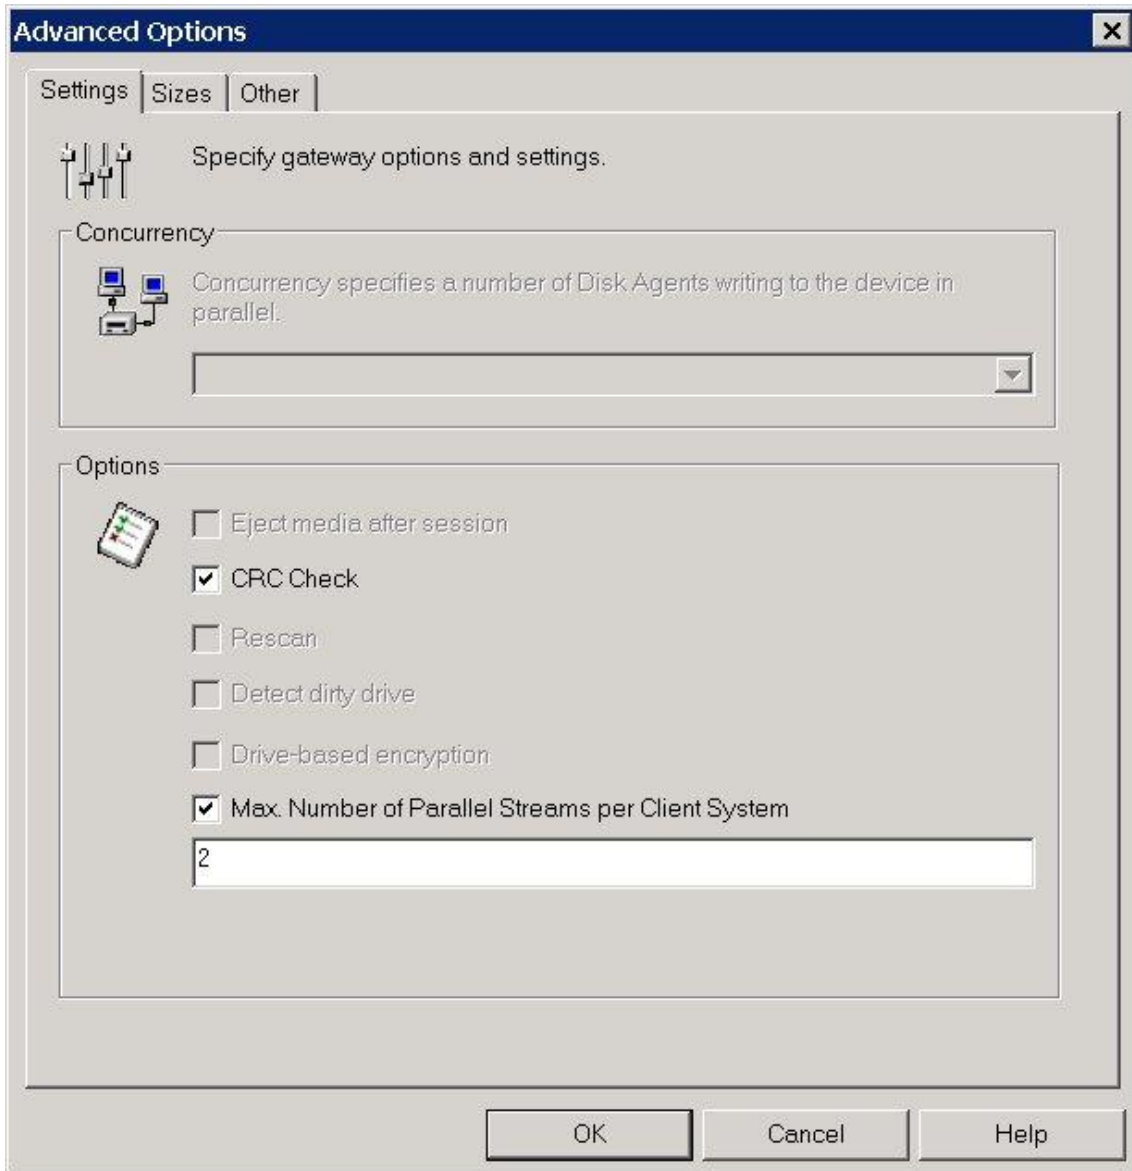 Advanced Options
Settings
Sizes
Other
Specify gateway options and settings.
Concurrency
Concurrency specifies a number of Disk Agents writing to the device in
parallel.
Options
Eject media after session
CRC Check
Rescan
Detect dirty drive
Drive-based encryption
Max. Number of Parallel Streams per Client System
2
OK
Cancel
Help